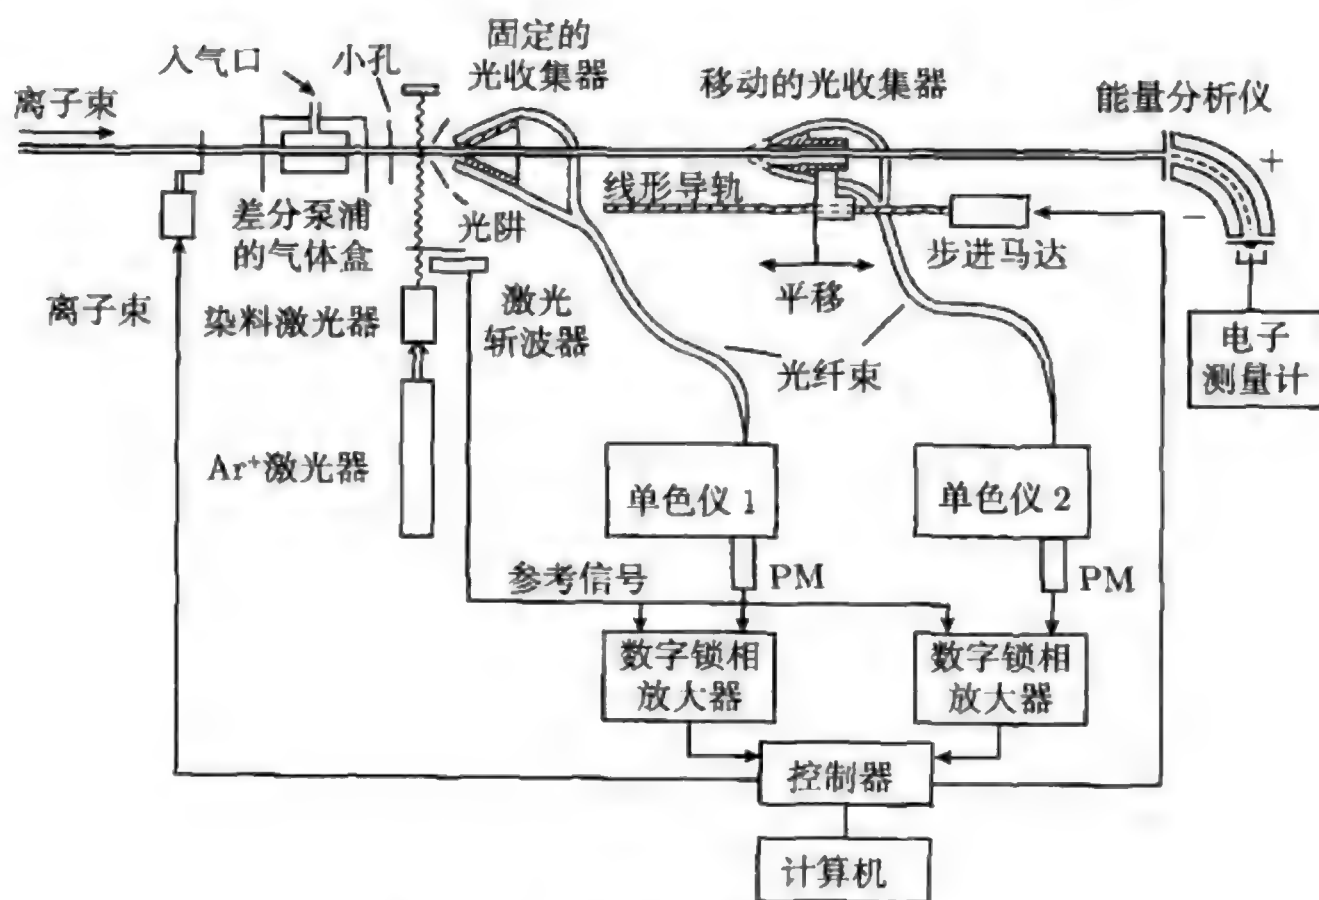 固定的
光收集器
入气口
小孔
移动的光收集器
能量分析仪
离子束
+
线形导轨
差分泵浦
的气体盒
光阱
−
步进马达
离子束
染料激光器
激光
斩波器
平移
电子
测量计
光纤束
Ar⁺激光器
单色仪 1
单色仪 2
参考信号
PM
PM
数字锁相
放大器
数字锁相
放大器
控制器
计算机